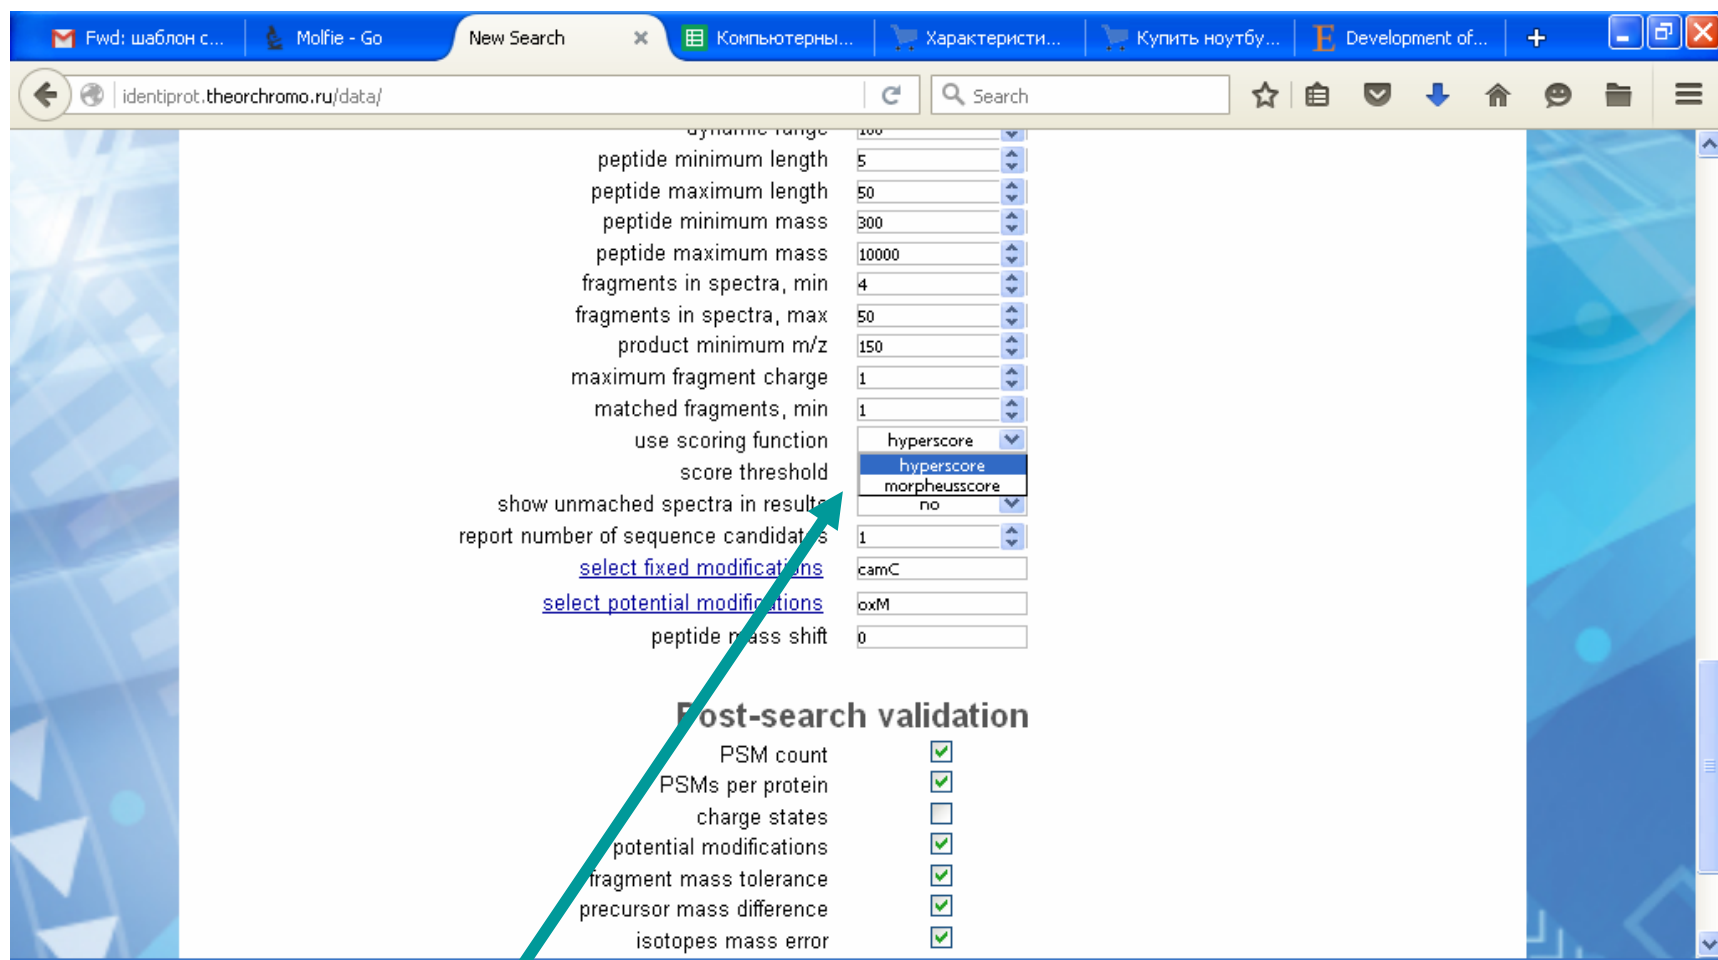 Fwd: шаблон с... Molfie - Go New Search Компьютерны... Характеристи... Купить ноутбу... Development of...
identiprot.theorchromo.ru/data/ Search
dynamic range 100
peptide minimum length 5
peptide maximum length 50
peptide minimum mass 300
peptide maximum mass 10000
fragments in spectra, min 4
fragments in spectra, max 50
product minimum m/z 150
maximum fragment charge 1
matched fragments, min 1
use scoring function hyperscore
hyperscore
score threshold
morpheusscore
show unmached spectra in results no
report number of sequence candidates 1
select fixed modifications camC
select potential modifications oxM
peptide mass shift 0
Post-search validation
PSM count
PSMs per protein
charge states
potential modifications
fragment mass tolerance
precursor mass difference
isotopes mass error